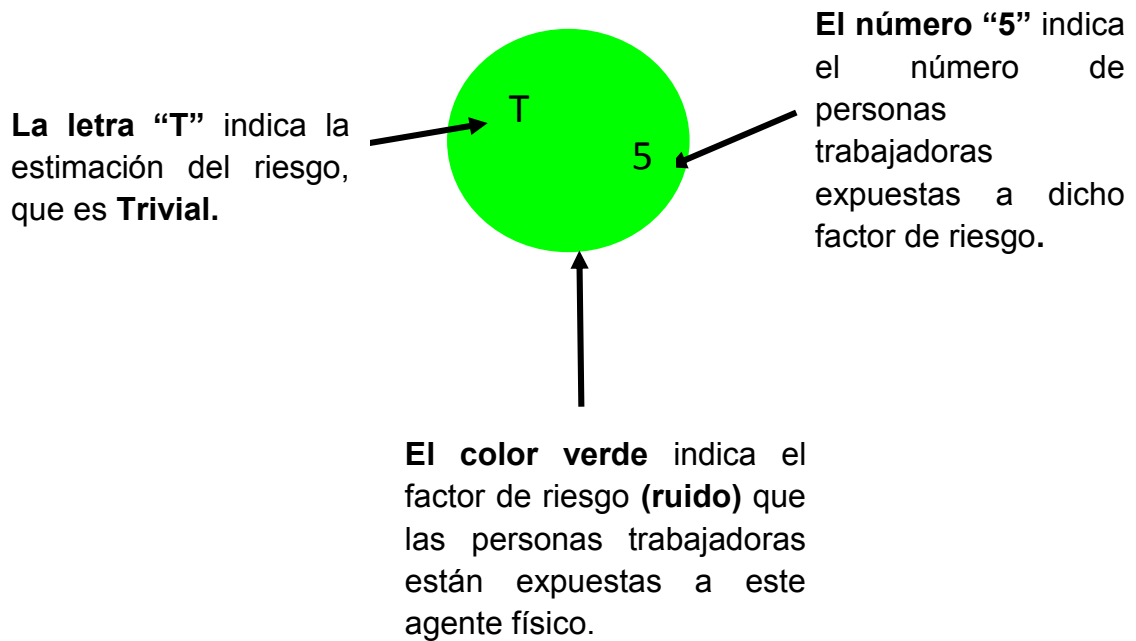 La letra “T” indica la
estimación del riesgo,
que es Trivial.
T
5
El número “5” indica
el número de
personas
trabajadoras
expuestas a dicho
factor de riesgo.
El color verde indica el
factor de riesgo (ruido) que
las personas trabajadoras
están expuestas a este
agente físico.